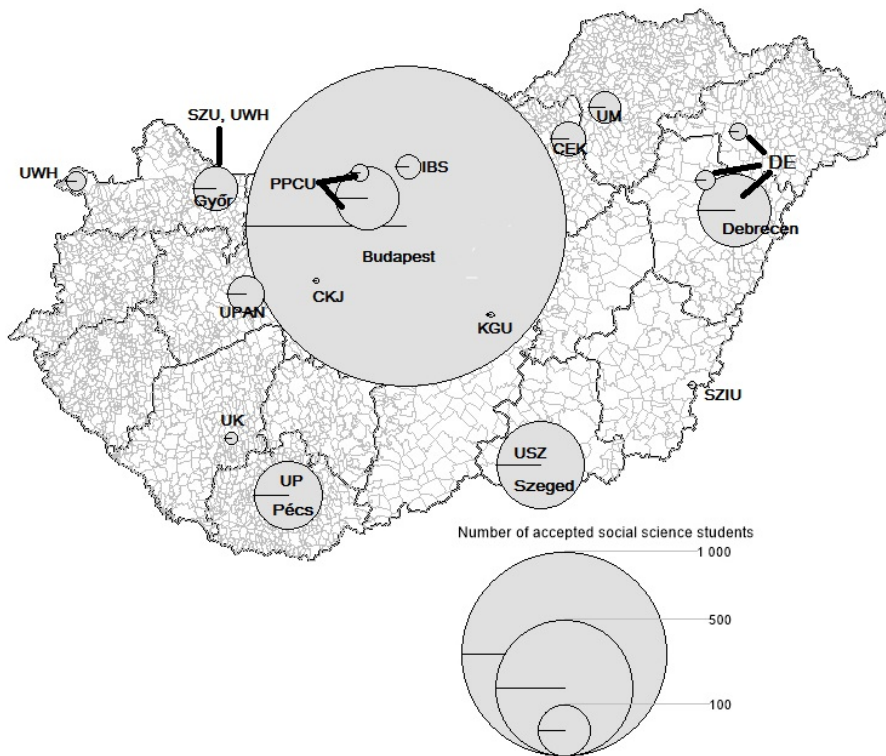 SZU, UWH
UM
CEK
UWH
IBS
PPCU
DE
Győr
Debrecen
Budapest
CKJ
UPAN
KGU
SZIU
UK
USZ
UP
Szeged
Pécs
Number of accepted social science students
1 000
500
100